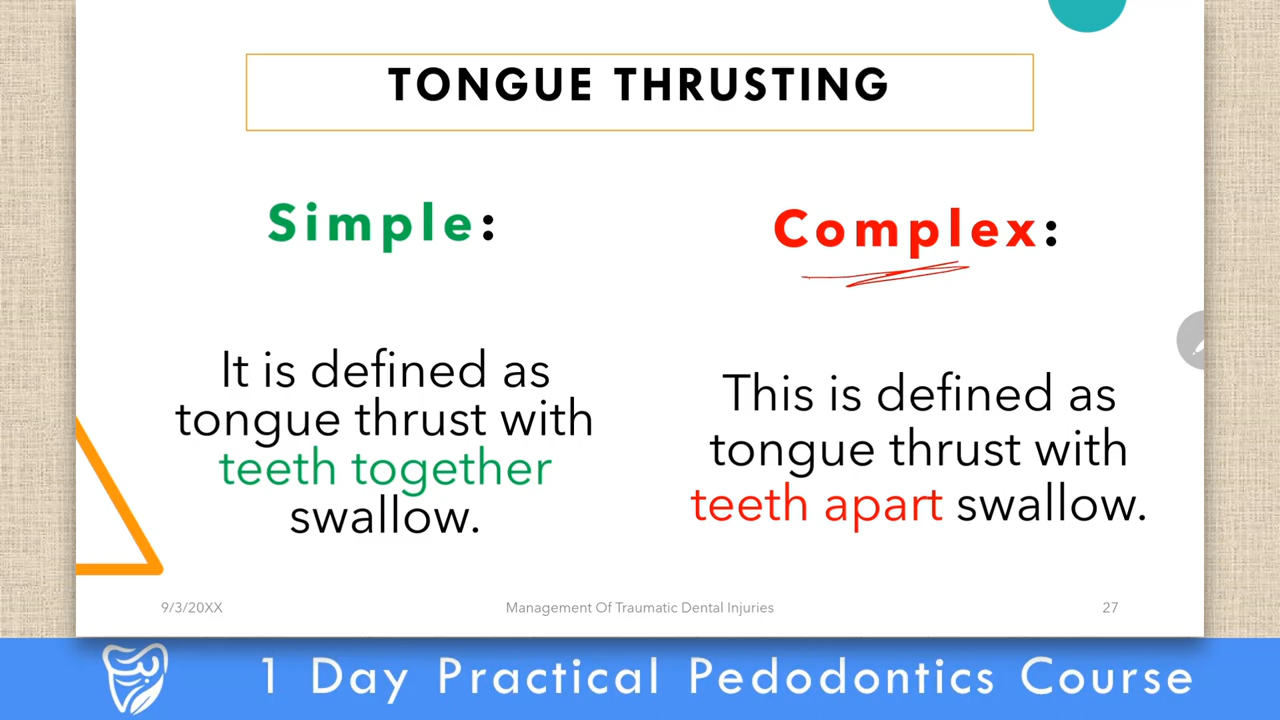 TONGUE THRUSTING
Simple:
It is defined as
tongue thrust with
teeth together
swallow.
Complex:
This is defined as
tongue thrust with
teeth apart swallow.
9/3/20XX
Management Of Traumatic Dental Injuries
27
1 Day Practical Pedodontics Course